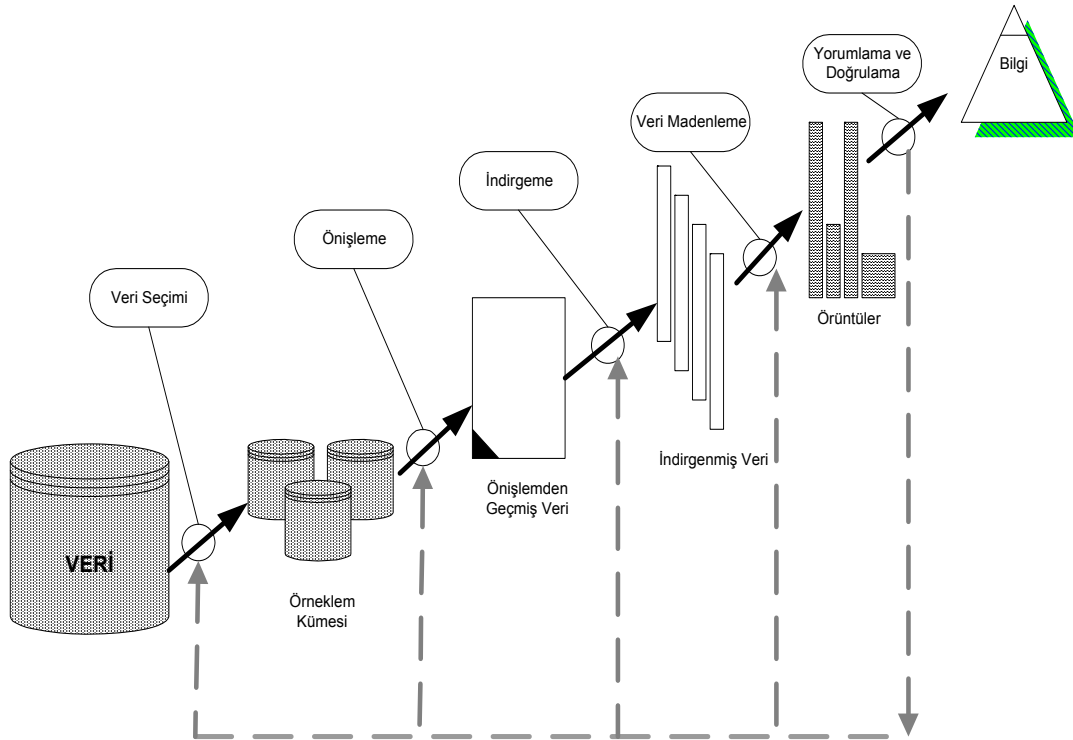 Yorumlama ve
Doğrulama
Bilgi
Veri Madenleme
İndirgeme
Önişleme
Veri Seçimi
Örüntüler
İndirgenmiş Veri
Önişlemden
Geçmiş Veri
VERİ
Örneklem
Kümesi